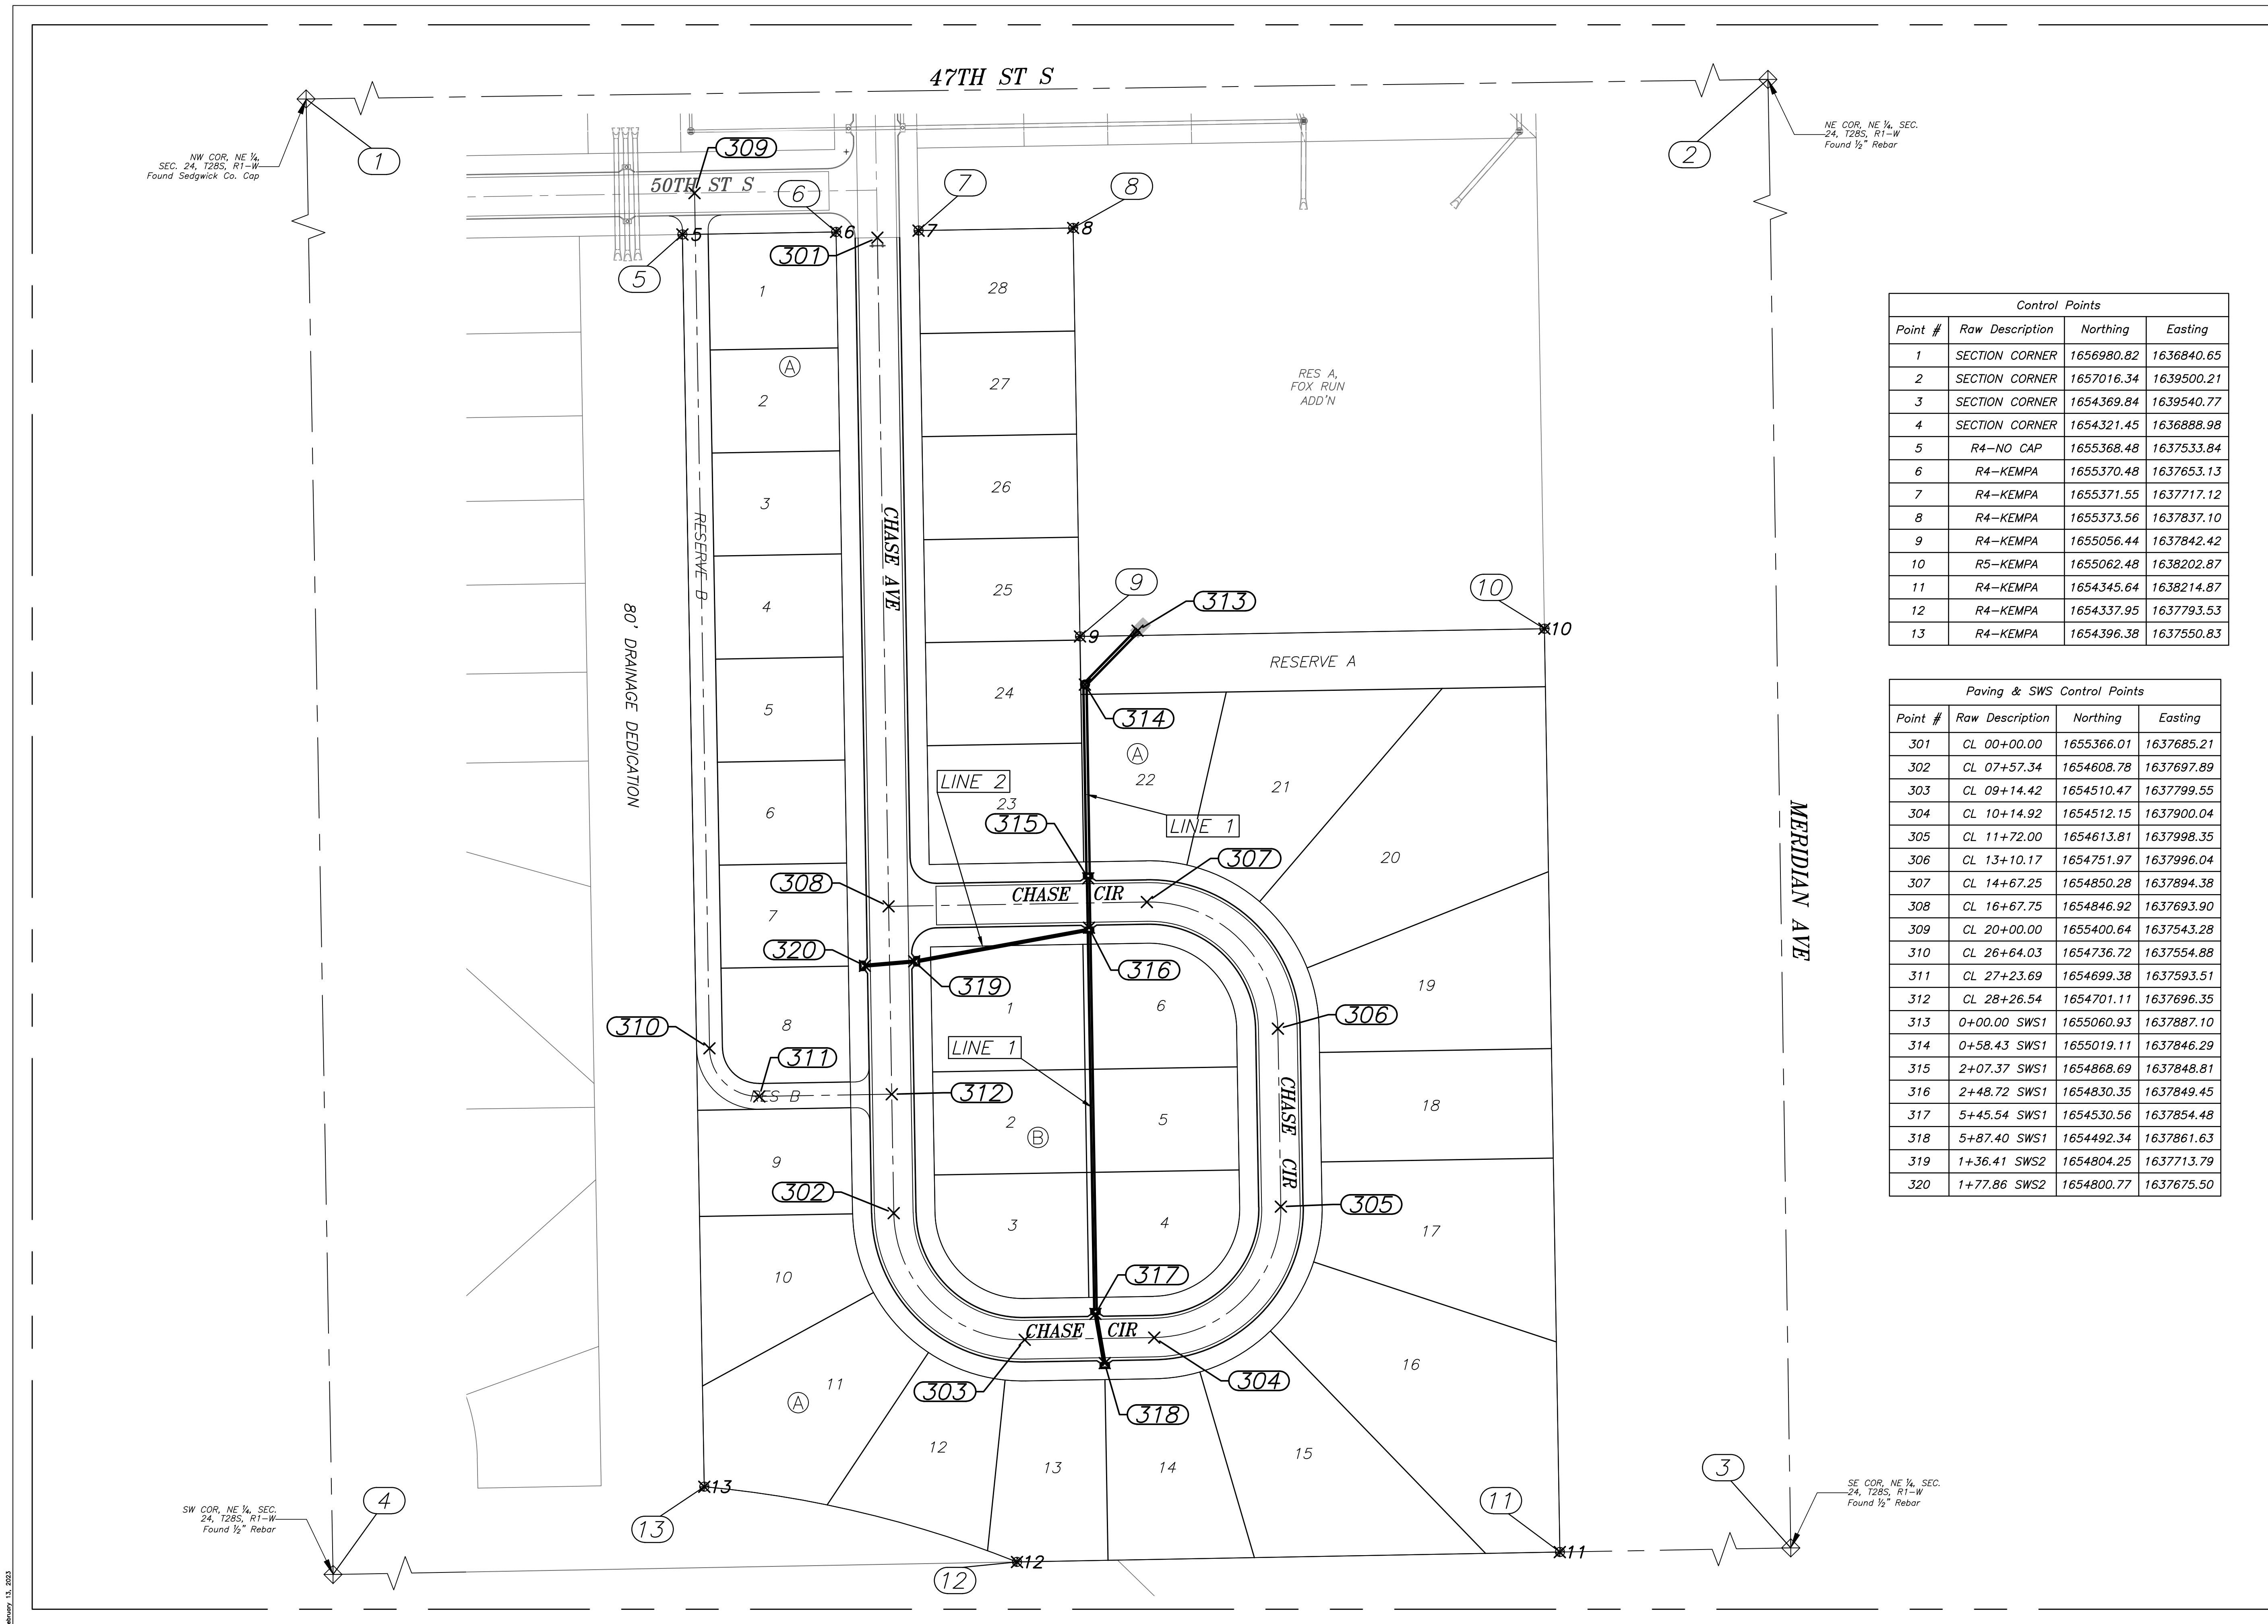 47TH ST S
NW COR, NE ¼,
SEC. 24, T28S, R1-W
Found Sedgwick Co. Cap
1
2
NE COR, NE ¼, SEC.
24, T28S, R1-W
Found ½" Rebar
309
50TH ST S
6
7
8
5
6
7
8
5
301
1
28
A
2
27
RES A,
FOX RUN
ADD'N
3
26
RESERVE B
CHASE AVE
4
25
9
313
10
9
10
80' DRAINAGE DEDICATION
RESERVE A
5
24
314
A
22
21
LINE 2
23
6
315
LINE 1
MERIDIAN AVE
20
307
308
CHASE CIR
7
320
316
319
19
1
6
306
310
8
LINE 1
311
RES B
312
CHASE CIR
18
2
5
B
9
302
305
3
4
17
10
317
CHASE CIR
16
303
304
11
A
318
12
13
14
15
3
SE COR, NE ¼, SEC.
24, T28S, R1-W
Found ½" Rebar
13
4
SW COR, NE ¼, SEC.
24, T28S, R1-W
Found ½" Rebar
13
11
11
12
12
Control Points
Point # Raw Description Northing Easting
1 SECTION CORNER 1656980.82 1636840.65
2 SECTION CORNER 1657016.34 1639500.21
3 SECTION CORNER 1654369.84 1639540.77
4 SECTION CORNER 1654321.45 1636888.98
5 R4-NO CAP 1655368.48 1637533.84
6 R4-KEMPA 1655370.48 1637653.13
7 R4-KEMPA 1655371.55 1637717.12
8 R4-KEMPA 1655373.56 1637837.10
9 R4-KEMPA 1655056.44 1637842.42
10 R5-KEMPA 1655062.48 1638202.87
11 R4-KEMPA 1654345.64 1638214.87
12 R4-KEMPA 1654337.95 1637793.53
13 R4-KEMPA 1654396.38 1637550.83
Paving & SWS Control Points
Point # Raw Description Northing Easting
301 CL 00+00.00 1655366.01 1637685.21
302 CL 07+57.34 1654608.78 1637697.89
303 CL 09+14.42 1654510.47 1637799.55
304 CL 10+14.92 1654512.15 1637900.04
305 CL 11+72.00 1654613.81 1637998.35
306 CL 13+10.17 1654751.97 1637996.04
307 CL 14+67.25 1654850.28 1637894.38
308 CL 16+67.75 1654846.92 1637693.90
309 CL 20+00.00 1655400.64 1637543.28
310 CL 26+64.03 1654736.72 1637554.88
311 CL 27+23.69 1654699.38 1637593.51
312 CL 28+26.54 1654701.11 1637696.35
313 0+00.00 SWS1 1655060.93 1637887.10
314 0+58.43 SWS1 1655019.11 1637846.29
315 2+07.37 SWS1 1654868.69 1637848.81
316 2+48.72 SWS1 1654830.35 1637849.45
317 5+45.54 SWS1 1654530.56 1637854.48
318 5+87.40 SWS1 1654492.34 1637861.63
319 1+36.41 SWS2 1654804.25 1637713.79
320 1+77.86 SWS2 1654800.77 1637675.50
13, 2023